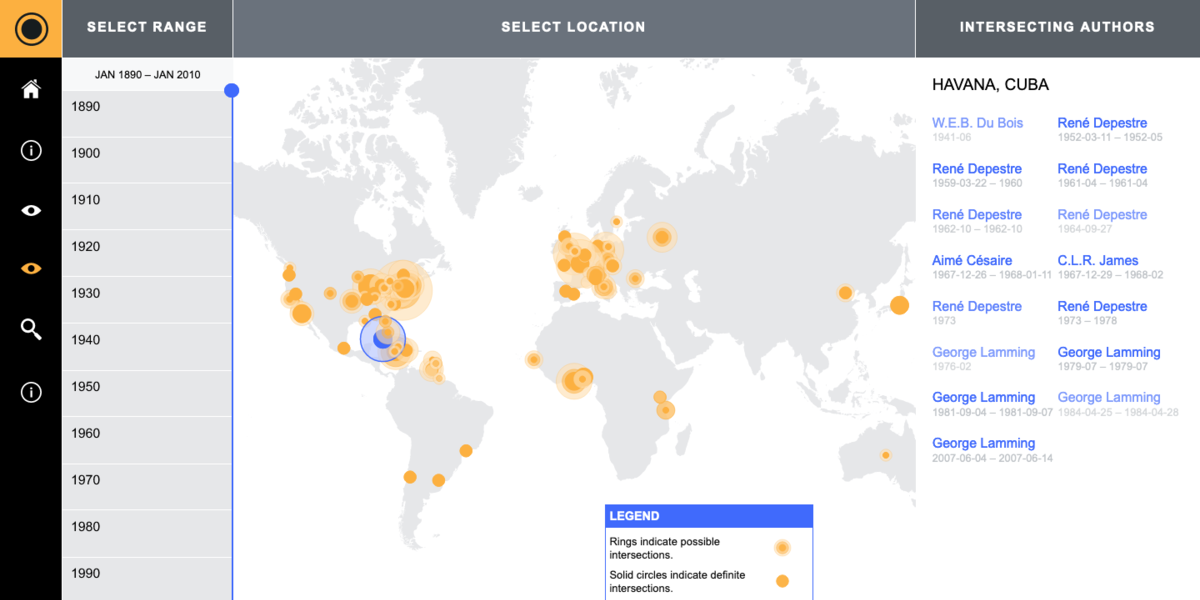 SELECT RANGE
SELECT LOCATION
INTERSECTING AUTHORS
JAN 1890 – JAN 2010
1890
1900
1910
1920
1930
1940
1950
1960
1970
1980
1990
LEGEND
Rings indicate possible
intersections.
Solid circles indicate definite
intersections.
HAVANA, CUBA
W.E.B. Du Bois René Depestre
1941-06 1952-03-11 – 1952-05
René Depestre René Depestre
1959-03-22 – 1960 1961-04 – 1961-04
René Depestre René Depestre
1962-10 – 1962-10 1964-09-27
Aimé Césaire C.L.R. James
1967-12-26 – 1968-01-11 1967-12-29 – 1968-02
René Depestre René Depestre
1973 1973 – 1978
George Lamming George Lamming
1976-02 1979-07 – 1979-07
George Lamming George Lamming
1981-09-04 – 1981-09-07 1984-04-25 – 1984-04-28
George Lamming
2007-06-04 – 2007-06-14